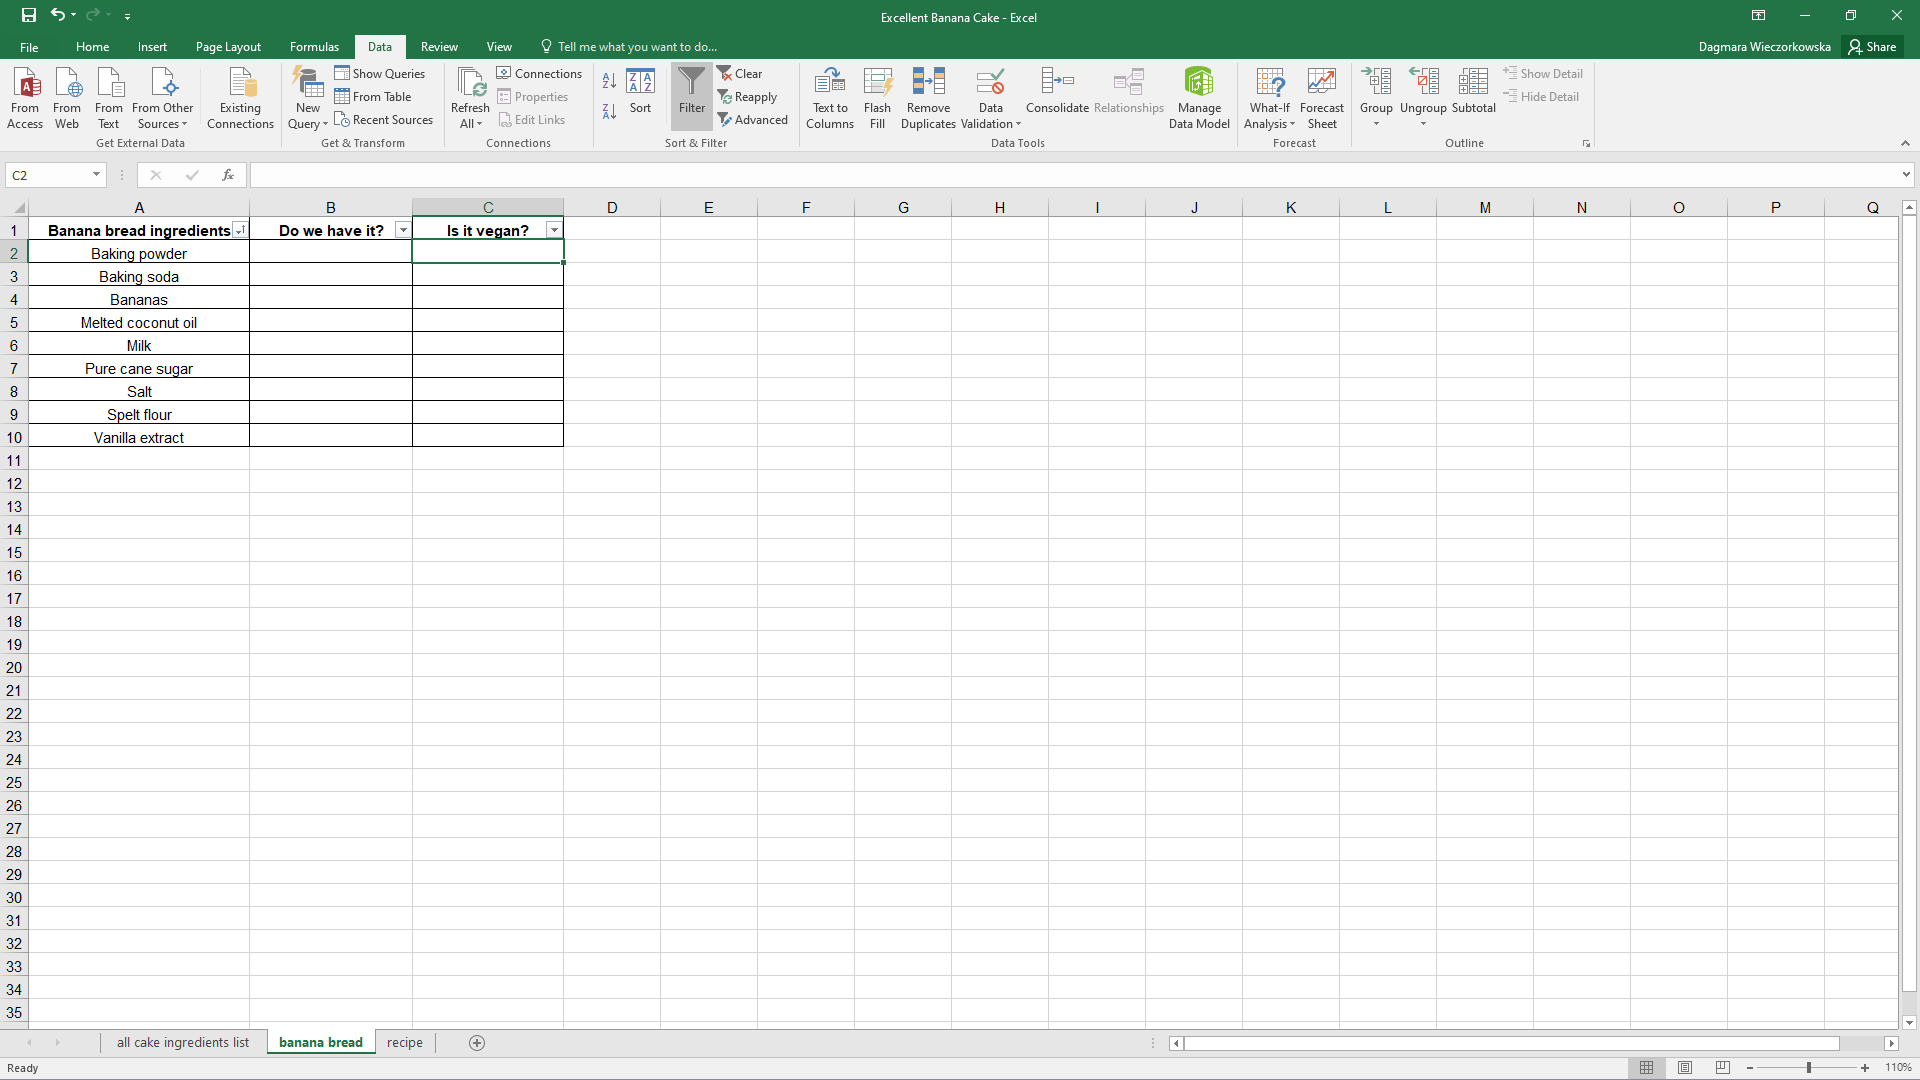 Excellent Banana Cake - Excel
File Home Insert Page Layout Formulas Data Review View Tell me what you want to do... Dagmara Wieczorkowska Share
From Access
From Web
From Text
From Other Sources
Existing Connections
Get External Data
New Query
Show Queries
From Table
Recent Sources
Get & Transform
Refresh All
Connections
Properties
Edit Links
Connections
Sort
Filter
Clear
Reapply
Advanced
Sort & Filter
Text to Columns
Flash Fill
Remove Duplicates
Data Validation
Consolidate
Relationships
Manage Data Model
Data Tools
What-If Analysis
Forecast Sheet
Forecast
Group
Ungroup
Subtotal
Show Detail
Hide Detail
Outline
C2 fx
A B C D E F G H I J K L M N O P Q
1 Banana bread ingredients Do we have it? Is it vegan?
2 Baking powder
3 Baking soda
4 Bananas
5 Melted coconut oil
6 Milk
7 Pure cane sugar
8 Salt
9 Spelt flour
10 Vanilla extract
11
12
13
14
15
16
17
18
19
20
21
22
23
24
25
26
27
28
29
30
31
32
33
34
35
all cake ingredients list banana bread recipe
Ready 110%